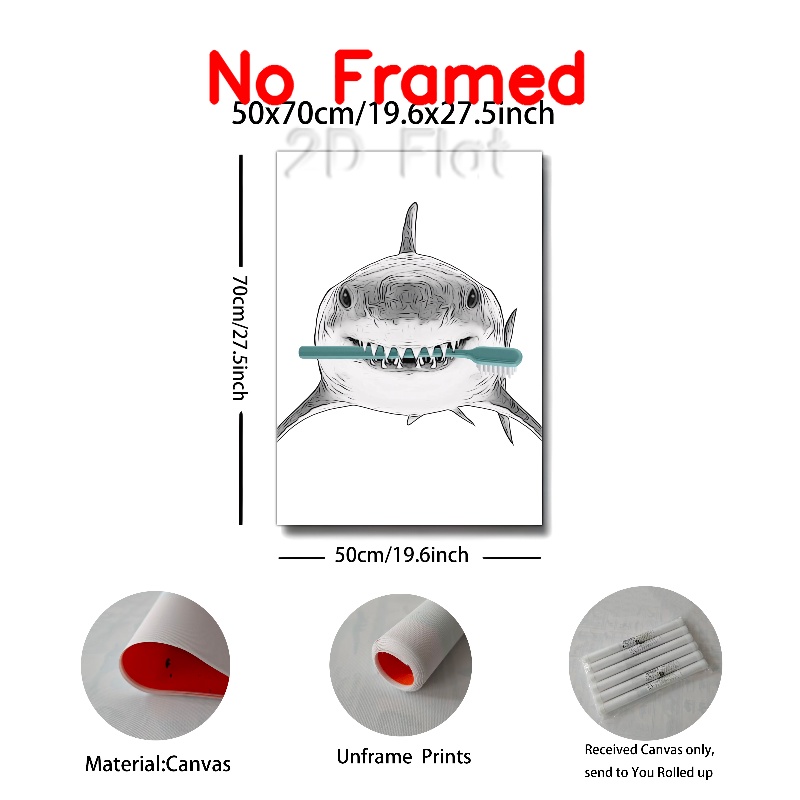 No Framed
50x70cm/19.6x27.5inch
2D Flat
70cm/27.5inch
50cm/19.6inch
Material:Canvas
Unframe Prints
Received Canvas only,
send to You Rolled up